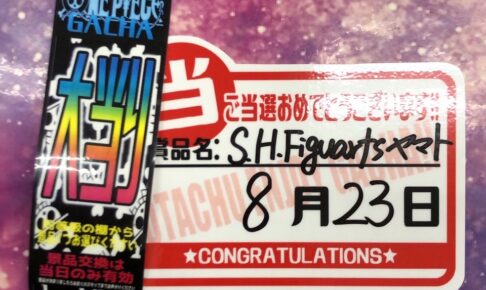 ONE PIECE
GACHA
大当り
景品交換は
当日のみ有効
当
ご当選おめでとうございます!!
賞品名: S.H.Figuarts ヤマト
8月23日
★CONGRATULATIONS★